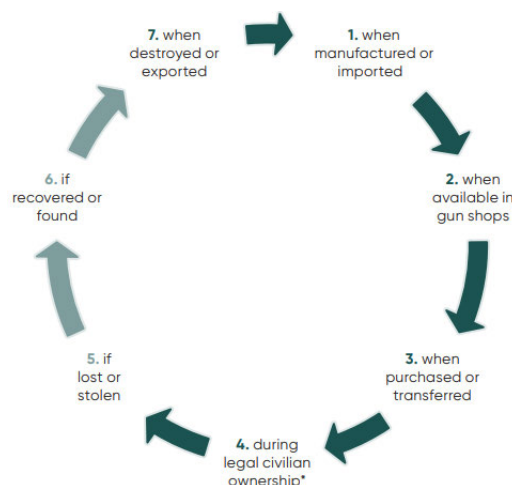 7. when
destroyed or
exported
1. when
manufactured or
imported
2. when
available in
gun shops
3. when
purchased or
transferred
4. during
legal civilian
ownership*
5. if
lost or
stolen
6. if
recovered or
found